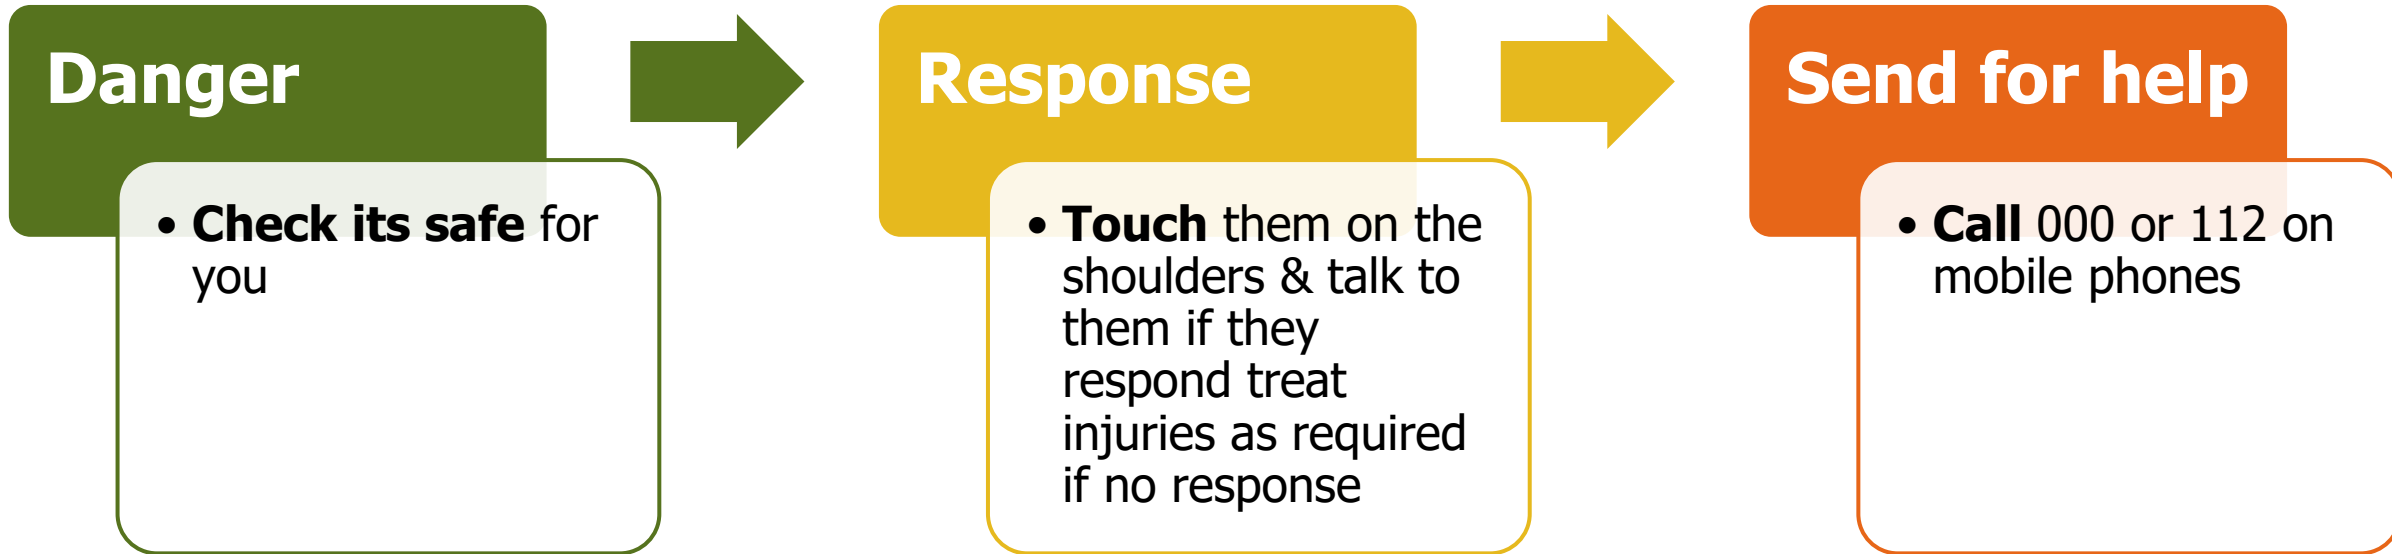 Danger
• Check its safe for
you
Response
• Touch them on the
shoulders & talk to
them if they
respond treat
injuries as required
if no response
Send for help
• Call 000 or 112 on
mobile phones